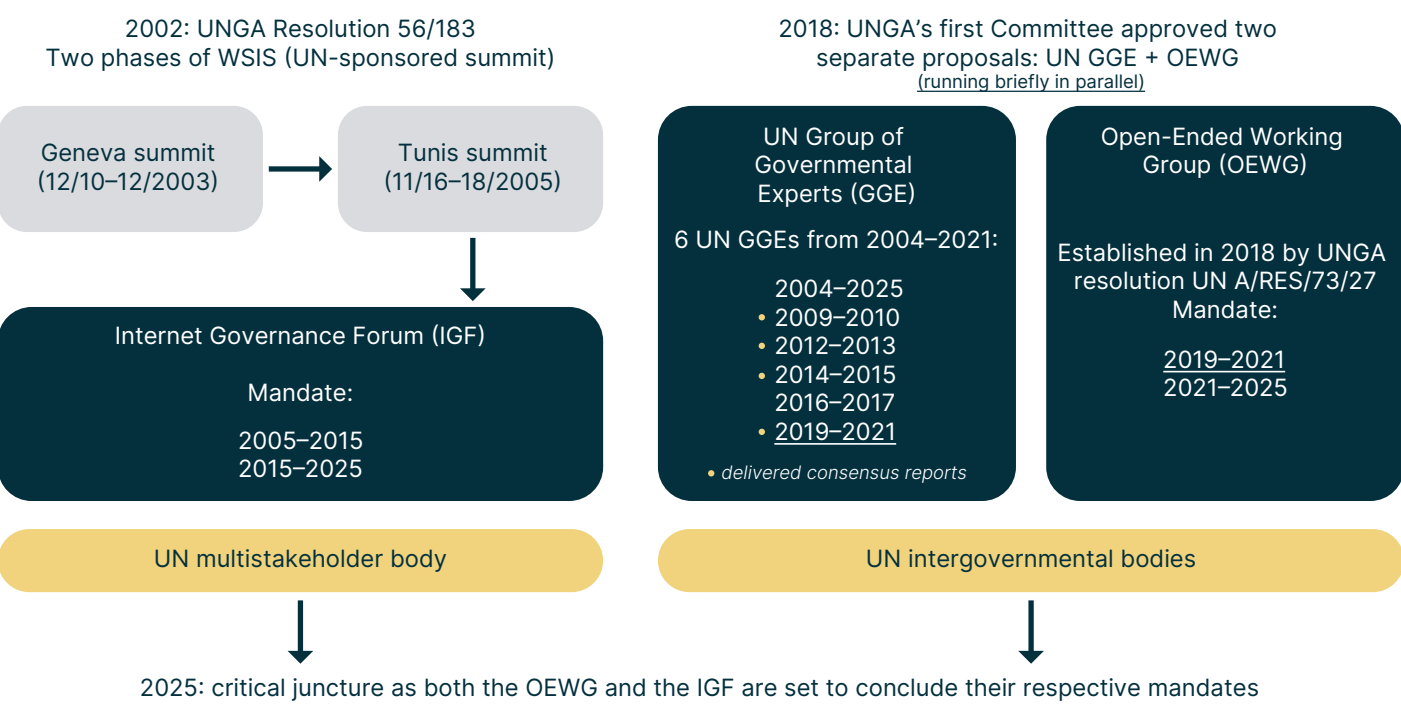 2002: UNGA Resolution 56/183
Two phases of WSIS (UN-sponsored summit)
Geneva summit
(12/10–12/2003)
Tunis summit
(11/16–18/2005)
Internet Governance Forum (IGF)
Mandate:
2005–2015
2015–2025
UN multistakeholder body
2018: UNGA’s first Committee approved two
separate proposals: UN GGE + OEWG
(running briefly in parallel)
UN Group of
Governmental
Experts (GGE)
6 UN GGEs from 2004–2021:
2004–2025
• 2009–2010
• 2012–2013
• 2014–2015
2016–2017
• 2019–2021
• delivered consensus reports
Open-Ended Working
Group (OEWG)
Established in 2018 by UNGA
resolution UN A/RES/73/27
Mandate:
2019–2021
2021–2025
UN intergovernmental bodies
2025: critical juncture as both the OEWG and the IGF are set to conclude their respective mandates